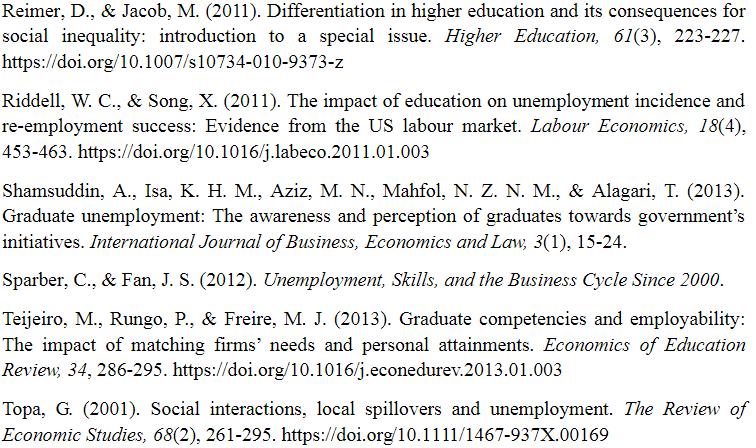 Reimer, D., & Jacob, M. (2011). Differentiation in higher education and its consequences for
social inequality: introduction to a special issue. Higher Education, 61(3), 223-227.
https://doi.org/10.1007/s10734-010-9373-z
Riddell, W. C., & Song, X. (2011). The impact of education on unemployment incidence and
re-employment success: Evidence from the US labour market. Labour Economics, 18(4),
453-463. https://doi.org/10.1016/j.labeco.2011.01.003
Shamsuddin, A., Isa, K. H. M., Aziz, M. N., Mahfol, N. Z. N. M., & Alagari, T. (2013).
Graduate unemployment: The awareness and perception of graduates towards government’s
initiatives. International Journal of Business, Economics and Law, 3(1), 15-24.
Sparber, C., & Fan, J. S. (2012). Unemployment, Skills, and the Business Cycle Since 2000.
Teijeiro, M., Rungo, P., & Freire, M. J. (2013). Graduate competencies and employability:
The impact of matching firms’ needs and personal attainments. Economics of Education
Review, 34, 286-295. https://doi.org/10.1016/j.econedurev.2013.01.003
Topa, G. (2001). Social interactions, local spillovers and unemployment. The Review of
Economic Studies, 68(2), 261-295. https://doi.org/10.1111/1467-937X.00169